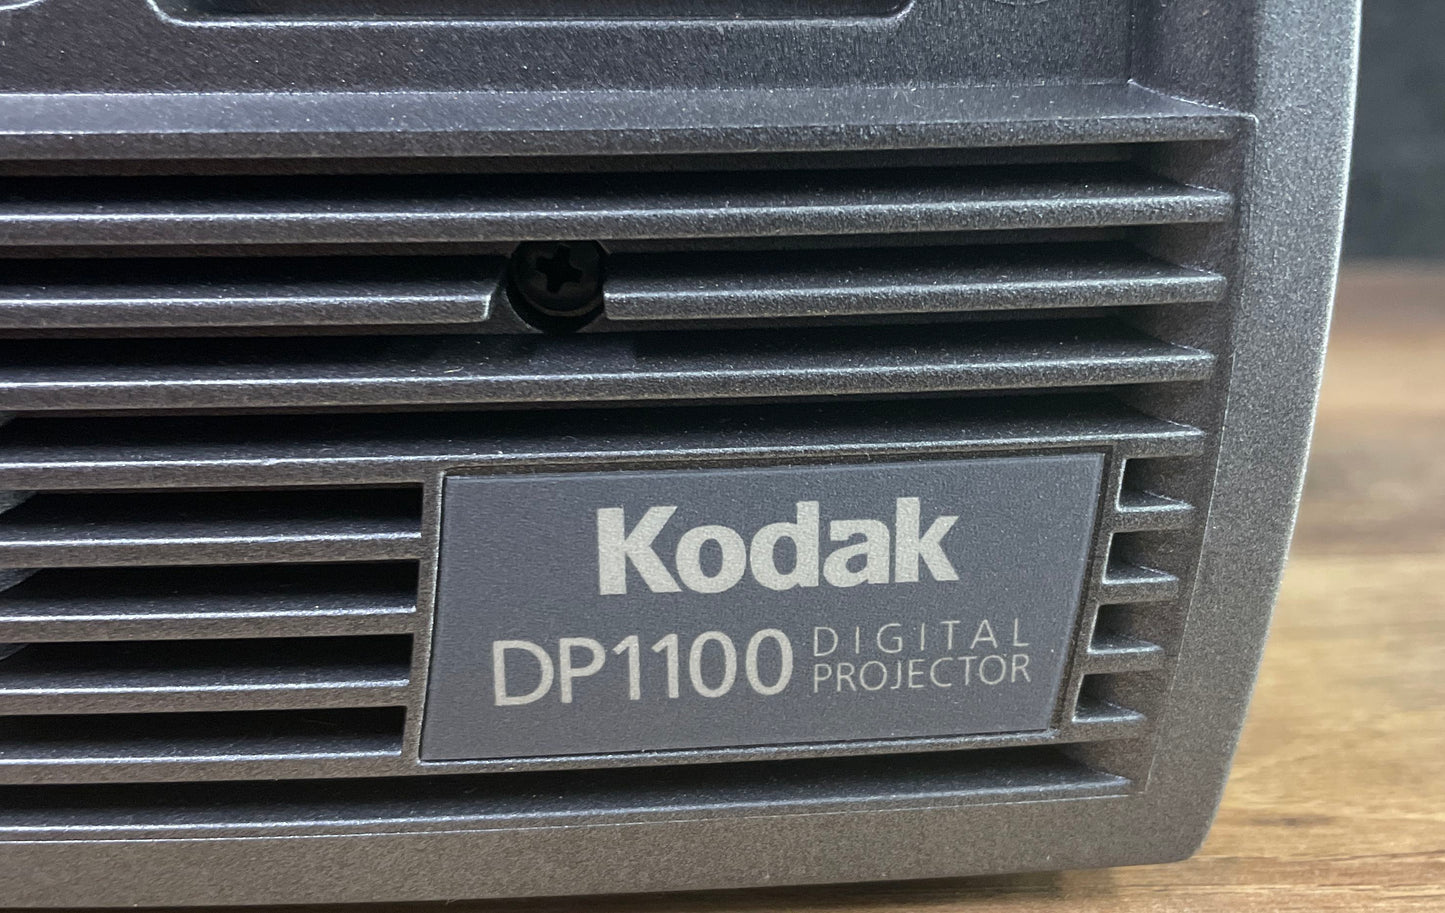 Kodak
DP1100 DIGITAL
PROJECTOR